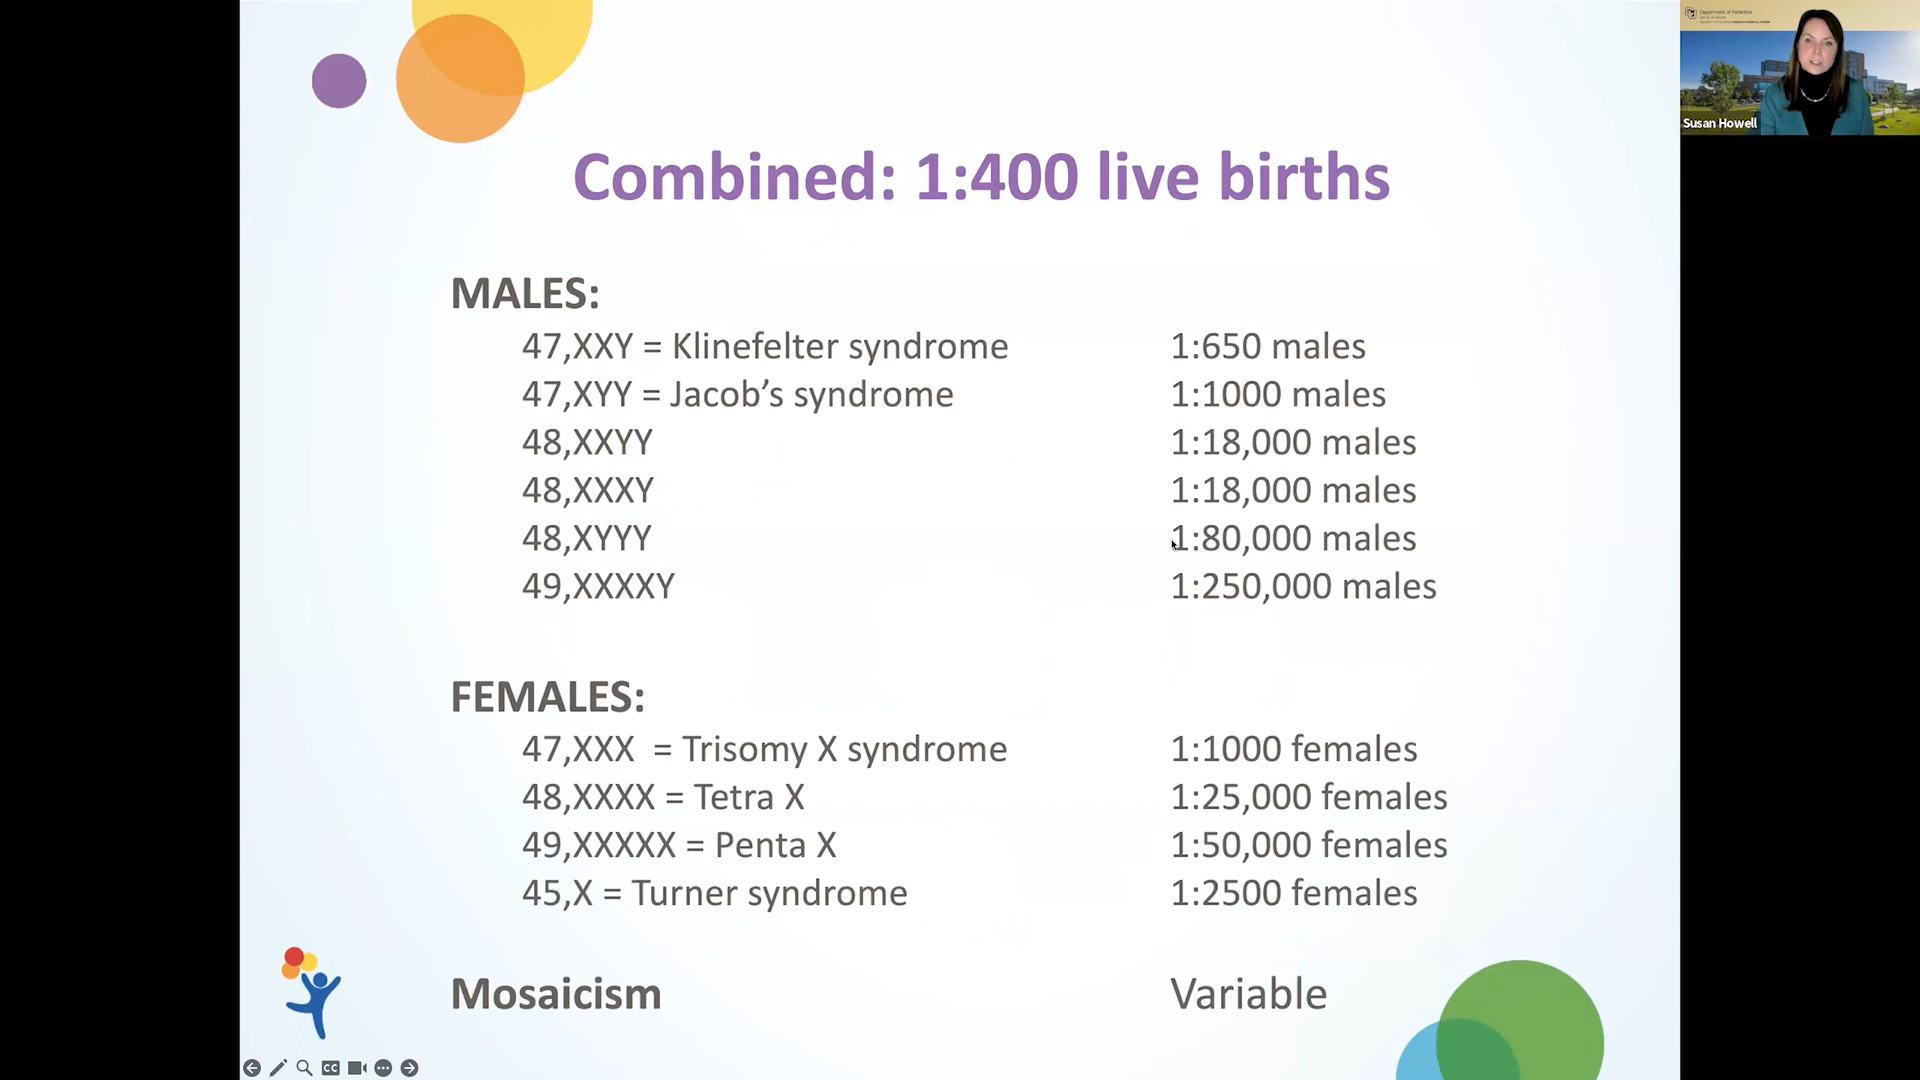 Department of Pediatrics
Susan Howell
Combined: 1:400 live births
MALES:
47,XXY = Klinefelter syndrome 1:650 males
47,XYY = Jacob’s syndrome 1:1000 males
48,XXYY 1:18,000 males
48,XXXY 1:18,000 males
48,XYYY 1:80,000 males
49,XXXXY 1:250,000 males
FEMALES:
47,XXX = Trisomy X syndrome 1:1000 females
48,XXXX = Tetra X 1:25,000 females
49,XXXXX = Penta X 1:50,000 females
45,X = Turner syndrome 1:2500 females
Mosaicism Variable
CC